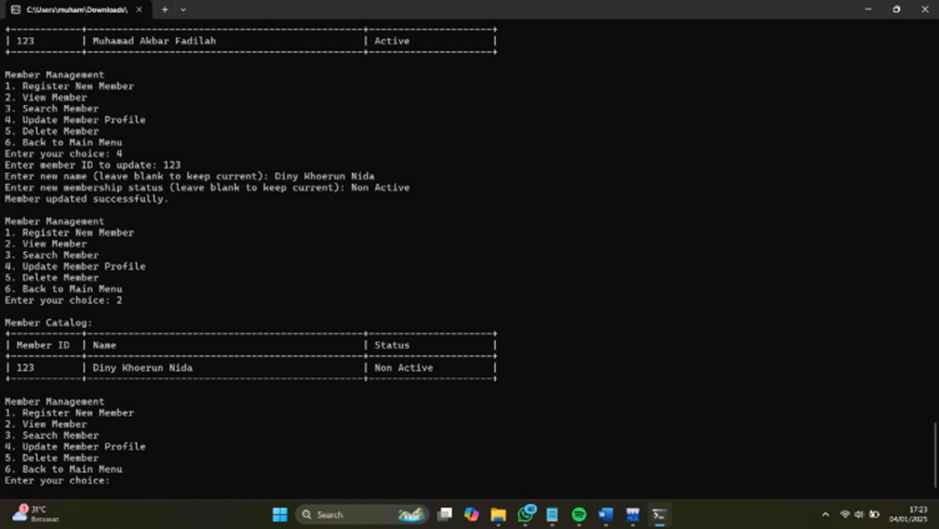 C:\Users\muham\Downloads\
| 123 | Muhamad Akbar Fadilah | Active |
Member Management
1. Register New Member
2. View Member
3. Search Member
4. Update Member Profile
5. Delete Member
6. Back to Main Menu
Enter your choice: 4
Enter member ID to update: 123
Enter new name (leave blank to keep current): Diny Khoerun Nida
Enter new membership status (leave blank to keep current): Non Active
Member updated successfully.
Member Management
1. Register New Member
2. View Member
3. Search Member
4. Update Member Profile
5. Delete Member
6. Back to Main Menu
Enter your choice: 2
Member Catalog:
| Member ID | Name | Status |
| 123 | Diny Khoerun Nida | Non Active |
Member Management
1. Register New Member
2. View Member
3. Search Member
4. Update Member Profile
5. Delete Member
6. Back to Main Menu
Enter your choice:
1
31°C
Berawan
Search
17:23
04/01/2025